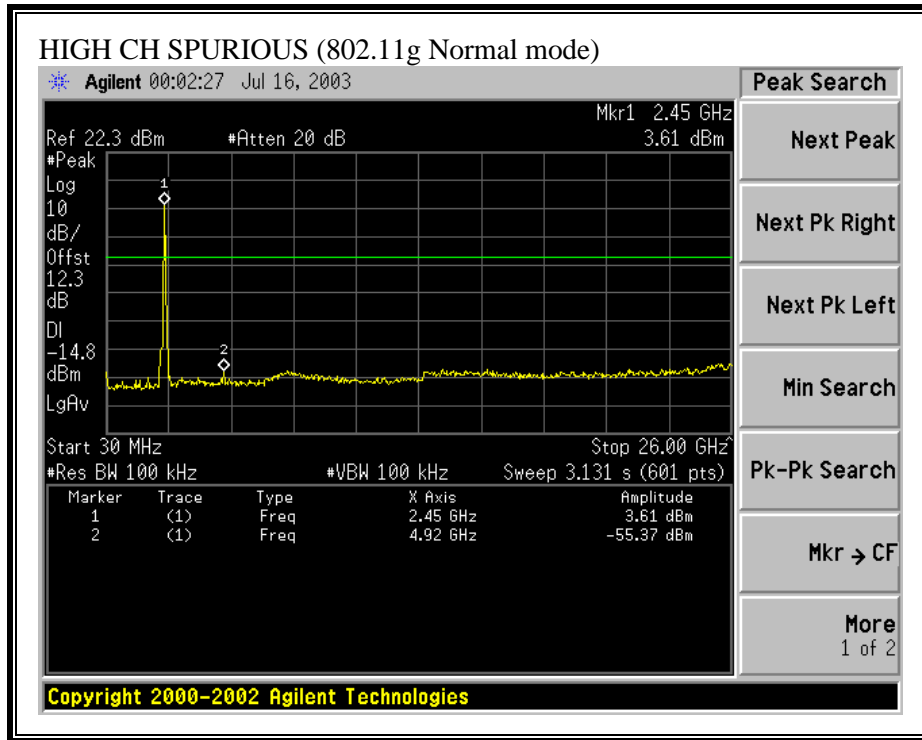 HIGH CH SPURIOUS (802.11g Normal mode)
Agilent 00:02:27 Jul 16, 2003
Peak Search
Mkr1 2.45 GHz
Ref 22.3 dBm #Atten 20 dB 3.61 dBm
#Peak
Log
10
dB/
Offst
12.3
dB
DI
-14.8
dBm
LgAv
1
2
Start 30 MHz Stop 26.00 GHz^
#Res BW 100 kHz #VBW 100 kHz Sweep 3.131 s (601 pts)
Marker Trace Type X Axis Amplitude
1 (1) Freq 2.45 GHz 3.61 dBm
2 (1) Freq 4.92 GHz -55.37 dBm
Next Peak
Next Pk Right
Next Pk Left
Min Search
Pk-Pk Search
Mkr → CF
More
1 of 2
Copyright 2000-2002 Agilent Technologies